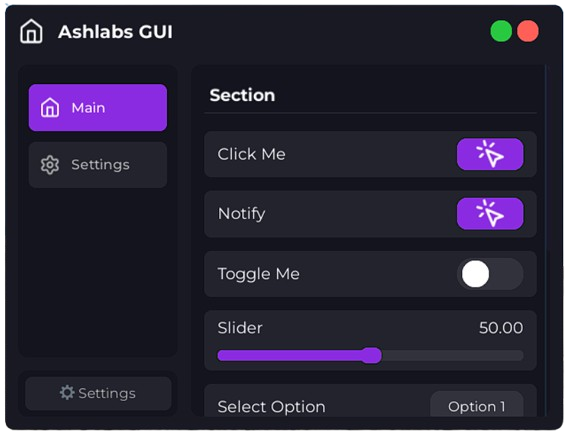 Ashlabs GUI
Main
Settings
Settings
Section
Click Me
Notify
Toggle Me
Slider 50.00
Select Option Option 1